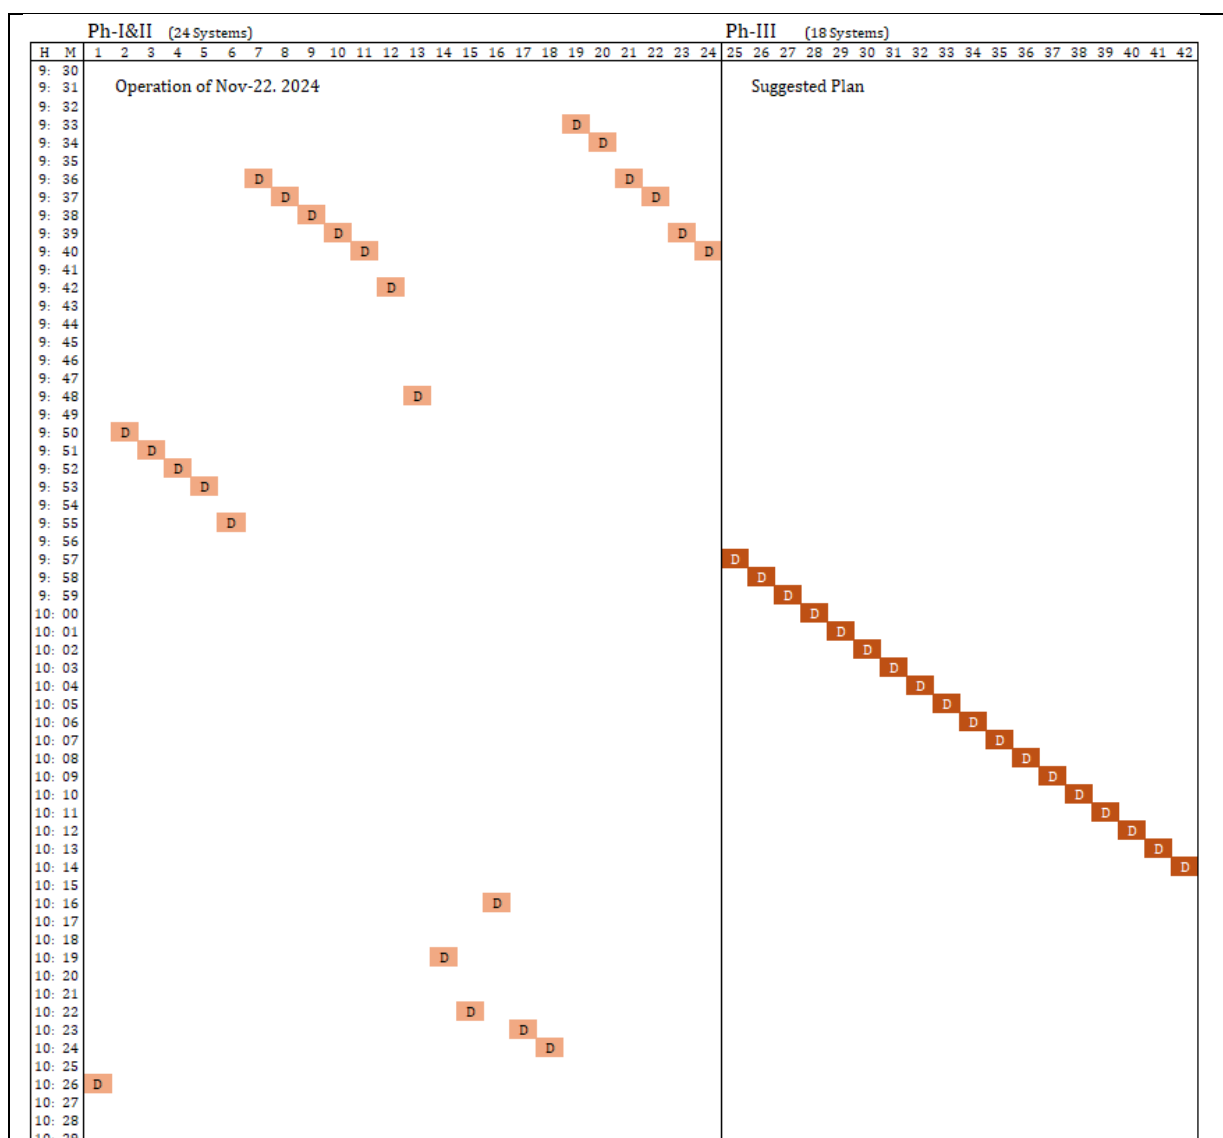 Ph-I&II (24 Systems) Ph-III (18 Systems)
H M 1 2 3 4 5 6 7 8 9 10 11 12 13 14 15 16 17 18 19 20 21 22 23 24 25 26 27 28 29 30 31 32 33 34 35 36 37 38 39 40 41 42
9: 30
9: 31 Operation of Nov-22. 2024 Suggested Plan
9: 32
9: 33 D
9: 34 D
9: 35
9: 36 D D
9: 37 D D
9: 38 D
9: 39 D D
9: 40 D D
9: 41
9: 42 D
9: 43
9: 44
9: 45
9: 46
9: 47
9: 48 D
9: 49
9: 50 D
9: 51 D
9: 52 D
9: 53 D
9: 54
9: 55 D
9: 56
9: 57 D
9: 58 D
9: 59 D
10: 00 D
10: 01 D
10: 02 D
10: 03 D
10: 04 D
10: 05 D
10: 06 D
10: 07 D
10: 08 D
10: 09 D
10: 10 D
10: 11 D
10: 12 D
10: 13 D
10: 14 D
10: 15
10: 16 D
10: 17
10: 18
10: 19 D
10: 20
10: 21
10: 22 D
10: 23 D
10: 24 D
10: 25
10: 26 D
10: 27
10: 28